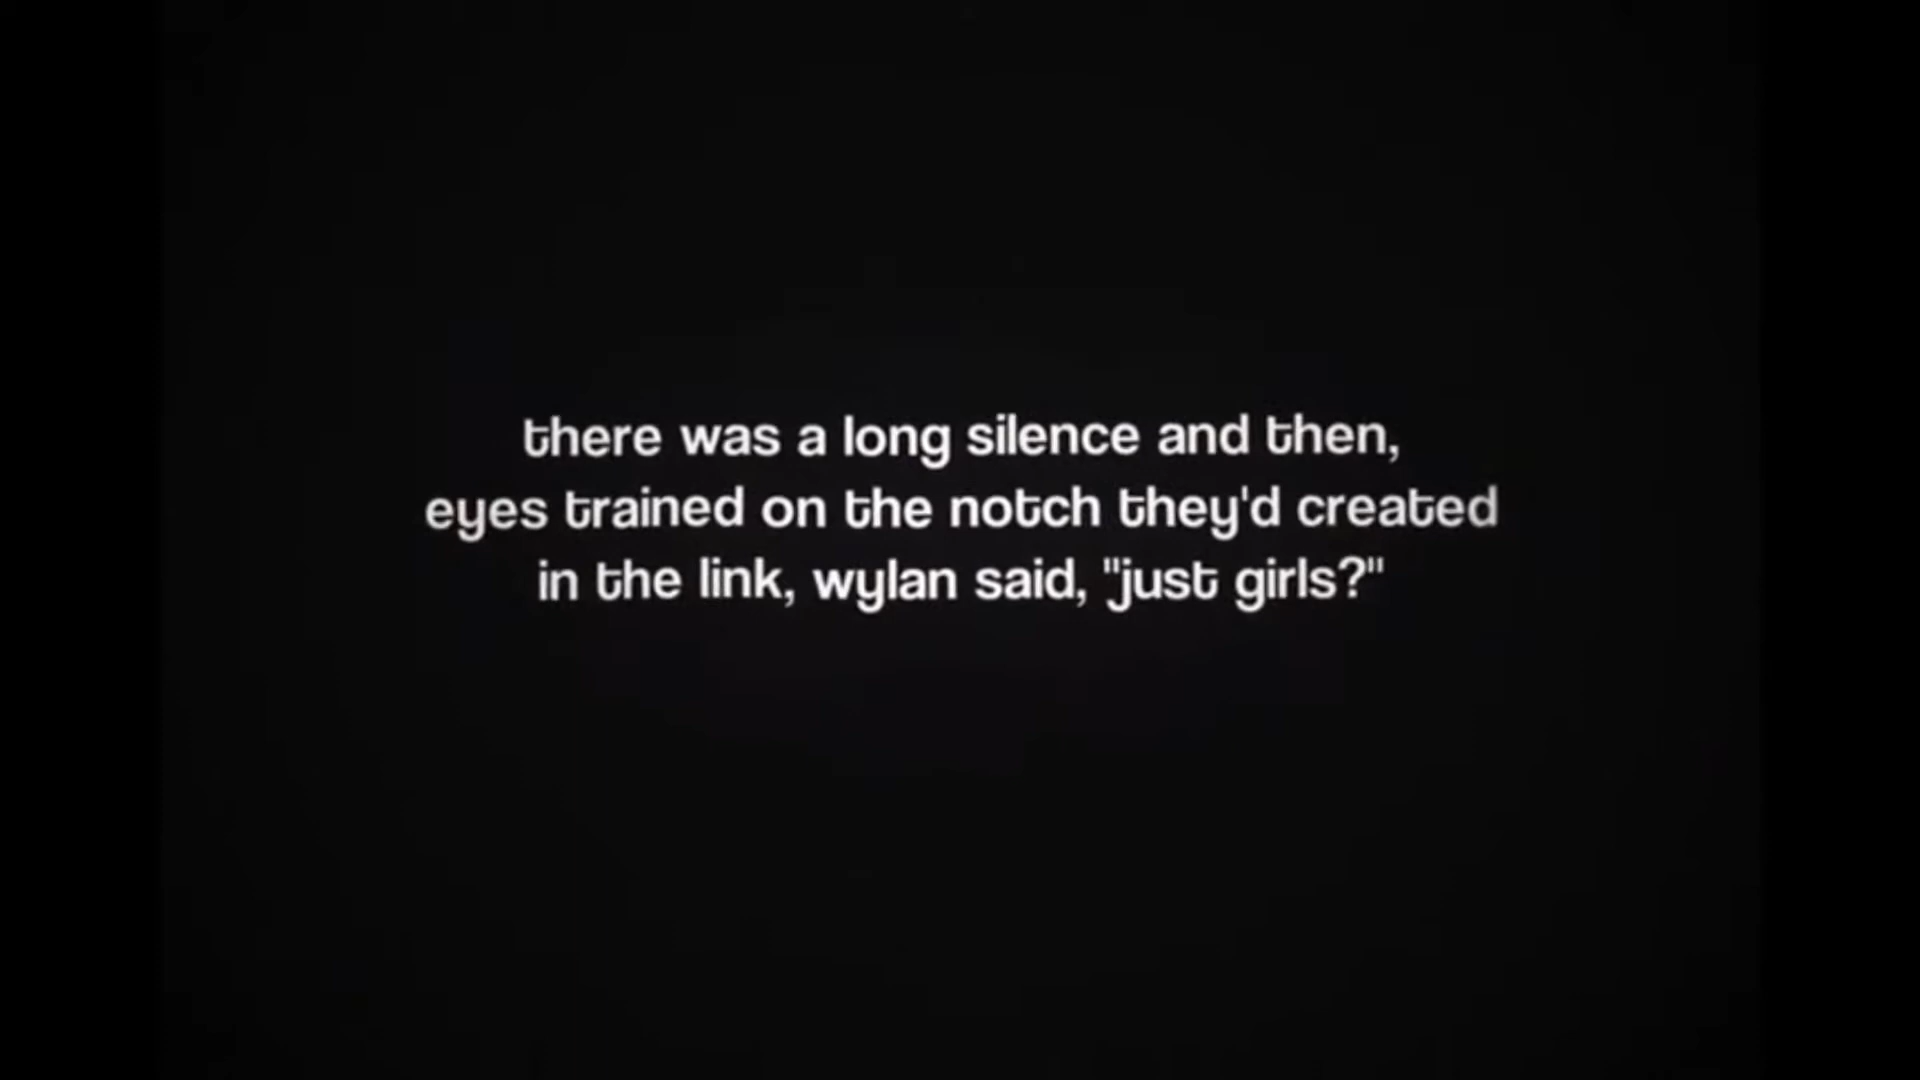 there was a long silence and then,
eyes trained on the notch they'd created
in the link, wylan said, "just girls?"